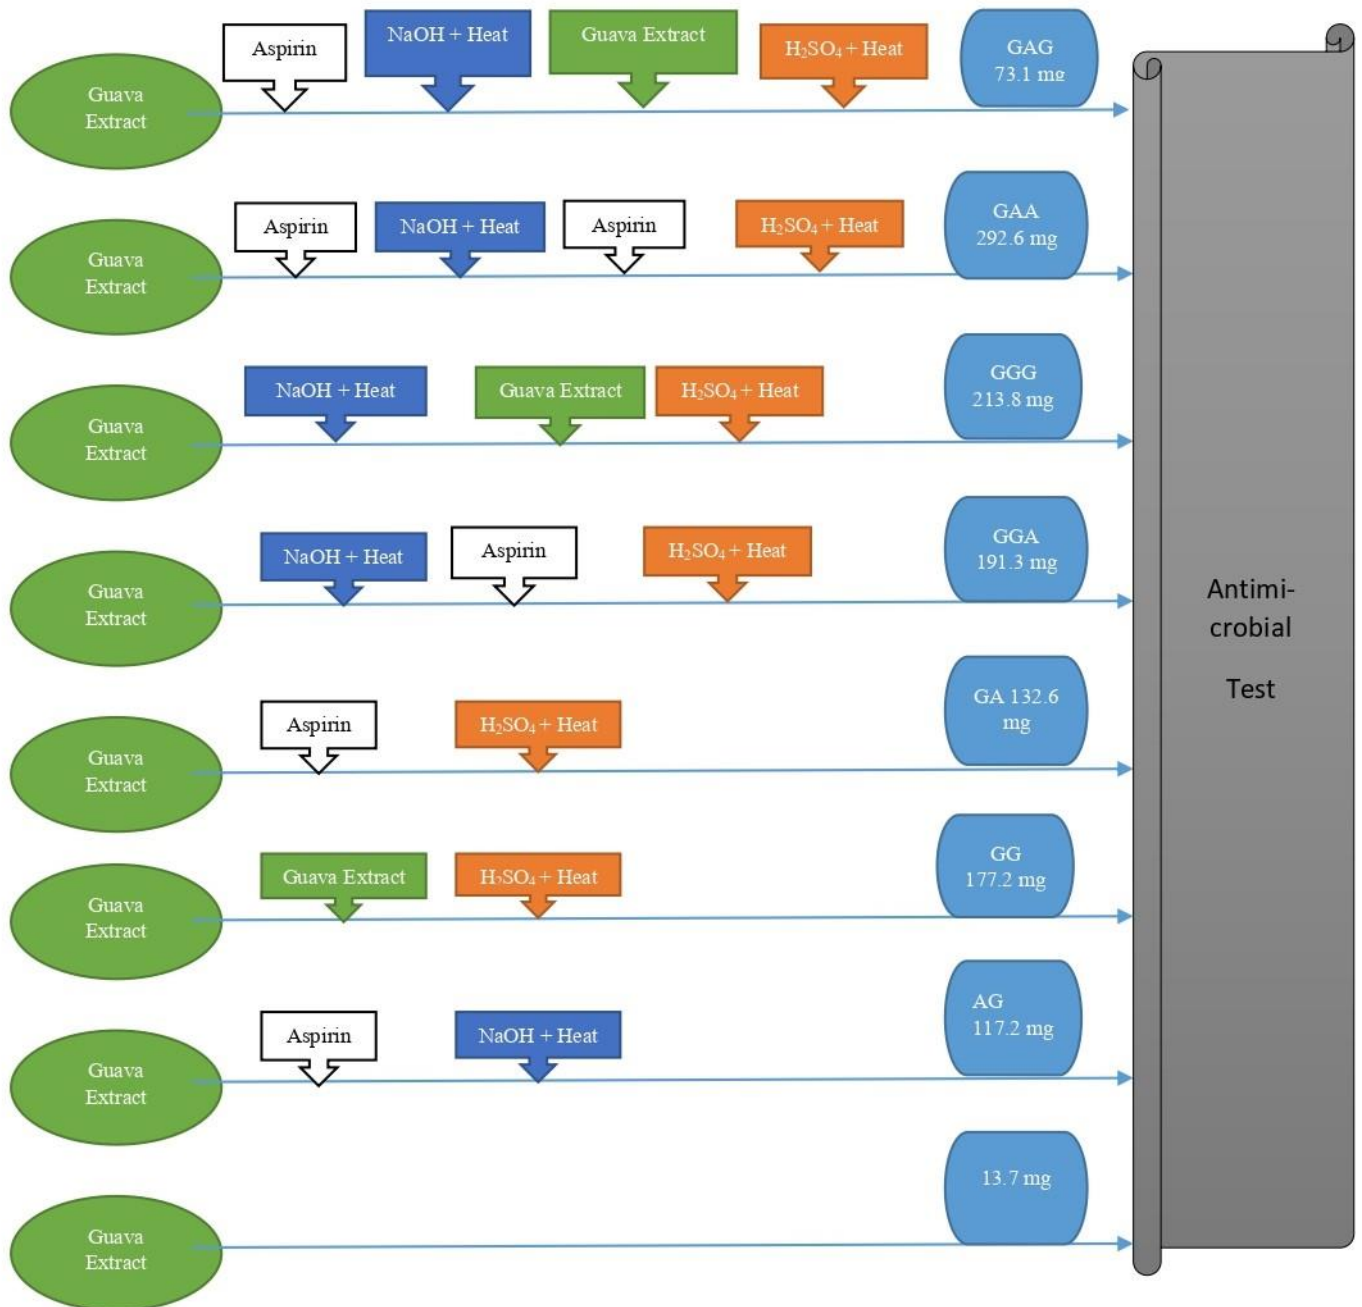 Aspirin
NaOH + Heat
Guava Extract
H₂SO₄ + Heat
GAG
73.1 mg
Guava
Extract
Aspirin
NaOH + Heat
Aspirin
H₂SO₄ + Heat
GAA
292.6 mg
Guava
Extract
NaOH + Heat
Guava Extract
H₂SO₄ + Heat
GGG
213.8 mg
Guava
Extract
NaOH + Heat
Aspirin
H₂SO₄ + Heat
GGA
191.3 mg
Guava
Extract
Antimi-
crobial
Test
Aspirin
H₂SO₄ + Heat
GA 132.6
mg
Guava
Extract
Guava Extract
H₂SO₄ + Heat
GG
177.2 mg
Guava
Extract
Aspirin
NaOH + Heat
AG
117.2 mg
Guava
Extract
13.7 mg
Guava
Extract